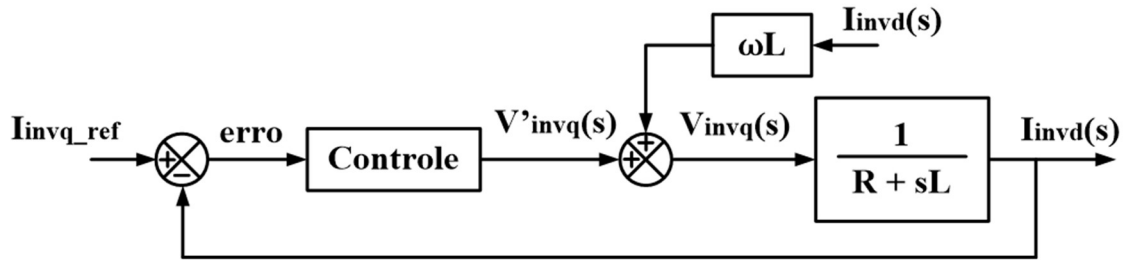 Iinvd(s)
ωL
Iinvq_ref
+
−
erro
Controle
V’invq(s)
+
+
Vinvq(s)
1
R + sL
Iinvd(s)